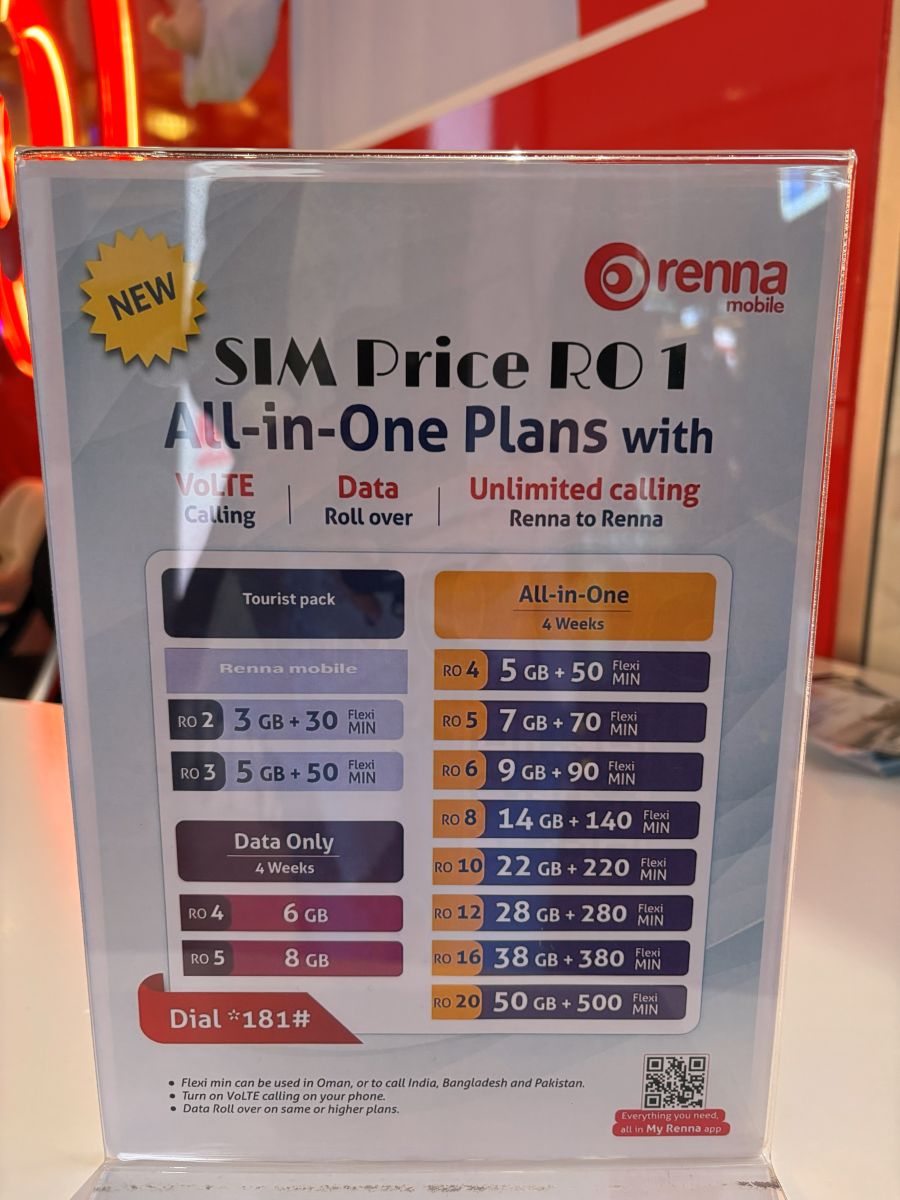 NEW
renna
mobile
SIM Price RO 1
All-in-One Plans with
VoLTE
Calling
Data
Roll over
Unlimited calling
Renna to Renna
Tourist pack
Renna mobile
RO 2 3 GB + 30 Flexi MIN
RO 3 5 GB + 50 Flexi MIN
Data Only
4 Weeks
RO 4 6 GB
RO 5 8 GB
All-in-One
4 Weeks
RO 4 5 GB + 50 Flexi MIN
RO 5 7 GB + 70 Flexi MIN
RO 6 9 GB + 90 Flexi MIN
RO 8 14 GB + 140 Flexi MIN
RO 10 22 GB + 220 Flexi MIN
RO 12 28 GB + 280 Flexi MIN
RO 16 38 GB + 380 Flexi MIN
RO 20 50 GB + 500 Flexi MIN
Dial *181#
• Flexi min can be used in Oman, or to call India, Bangladesh and Pakistan.
• Turn on VoLTE calling on your phone.
• Data Roll over on same or higher plans.
Everything you need,
all in My Renna app